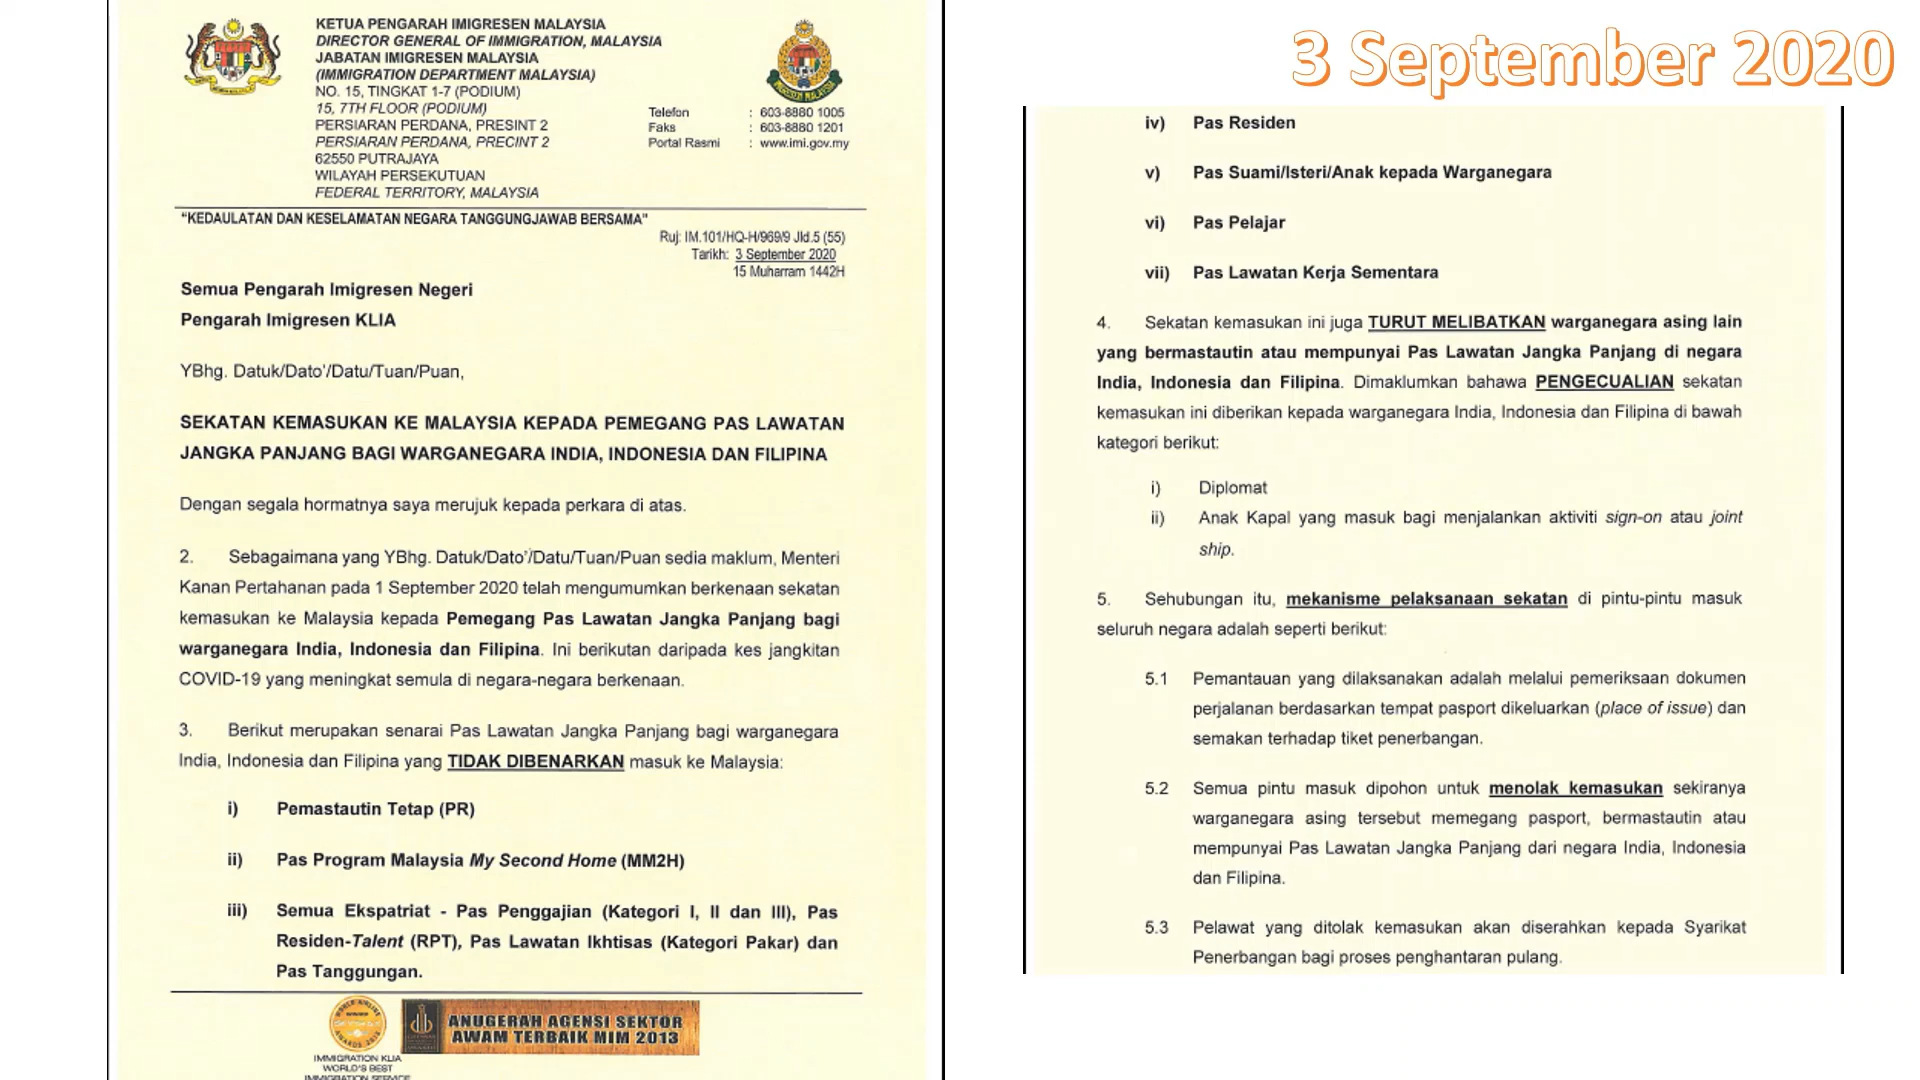 3 September 2020
KETUA PENGARAH IMIGRESEN MALAYSIA
DIRECTOR GENERAL OF IMMIGRATION, MALAYSIA
JABATAN IMIGRESEN MALAYSIA
(IMMIGRATION DEPARTMENT MALAYSIA)
NO. 15, TINGKAT 1-7 (PODIUM)
15, 7TH FLOOR (PODIUM)
PERSIARAN PERDANA, PRESINT 2
PERSIARAN PERDANA, PRECINT 2
62550 PUTRAJAYA
WILAYAH PERSEKUTUAN
FEDERAL TERRITORY, MALAYSIA
Telefon : 603-8880 1005
Faks : 603-8880 1201
Portal Rasmi : www.imi.gov.my
"KEDAULATAN DAN KESELAMATAN NEGARA TANGGUNGJAWAB BERSAMA"
Ruj: IM.101/HQ-H/969/9 Jld.5 (55)
Tarikh: 3 September 2020
15 Muharram 1442H
Semua Pengarah Imigresen Negeri
Pengarah Imigresen KLIA
YBhg. Datuk/Dato'/Datu/Tuan/Puan,
SEKATAN KEMASUKAN KE MALAYSIA KEPADA PEMEGANG PAS LAWATAN
JANGKA PANJANG BAGI WARGANEGARA INDIA, INDONESIA DAN FILIPINA
Dengan segala hormatnya saya merujuk kepada perkara di atas.
2. Sebagaimana yang YBhg. Datuk/Dato'/Datu/Tuan/Puan sedia maklum, Menteri
Kanan Pertahanan pada 1 September 2020 telah mengumumkan berkenaan sekatan
kemasukan ke Malaysia kepada Pemegang Pas Lawatan Jangka Panjang bagi
warganegara India, Indonesia dan Filipina. Ini berikutan daripada kes jangkitan
COVID-19 yang meningkat semula di negara-negara berkenaan.
3. Berikut merupakan senarai Pas Lawatan Jangka Panjang bagi warganegara
India, Indonesia dan Filipina yang TIDAK DIBENARKAN masuk ke Malaysia:
i) Pemastautin Tetap (PR)
ii) Pas Program Malaysia My Second Home (MM2H)
iii) Semua Ekspatriat - Pas Penggajian (Kategori I, II dan III), Pas
Residen-Talent (RPT), Pas Lawatan Ikhtisas (Kategori Pakar) dan
Pas Tanggungan.
ANUGERAH AGENSI SEKTOR
AWAM TERBAIK MIM 2013
IMMIGRATION KLIA
WORLD'S BEST
IMMIGRATION SERVICE
iv) Pas Residen
v) Pas Suami/Isteri/Anak kepada Warganegara
vi) Pas Pelajar
vii) Pas Lawatan Kerja Sementara
4. Sekatan kemasukan ini juga TURUT MELIBATKAN warganegara asing lain
yang bermastautin atau mempunyai Pas Lawatan Jangka Panjang di negara
India, Indonesia dan Filipina. Dimaklumkan bahawa PENGECUALIAN sekatan
kemasukan ini diberikan kepada warganegara India, Indonesia dan Filipina di bawah
kategori berikut:
i) Diplomat
ii) Anak Kapal yang masuk bagi menjalankan aktiviti sign-on atau joint
ship.
5. Sehubungan itu, mekanisme pelaksanaan sekatan di pintu-pintu masuk
seluruh negara adalah seperti berikut:
5.1 Pemantauan yang dilaksanakan adalah melalui pemeriksaan dokumen
perjalanan berdasarkan tempat pasport dikeluarkan (place of issue) dan
semakan terhadap tiket penerbangan.
5.2 Semua pintu masuk dipohon untuk menolak kemasukan sekiranya
warganegara asing tersebut memegang pasport, bermastautin atau
mempunyai Pas Lawatan Jangka Panjang dari negara India, Indonesia
dan Filipina.
5.3 Pelawat yang ditolak kemasukan akan diserahkan kepada Syarikat
Penerbangan bagi proses penghantaran pulang.